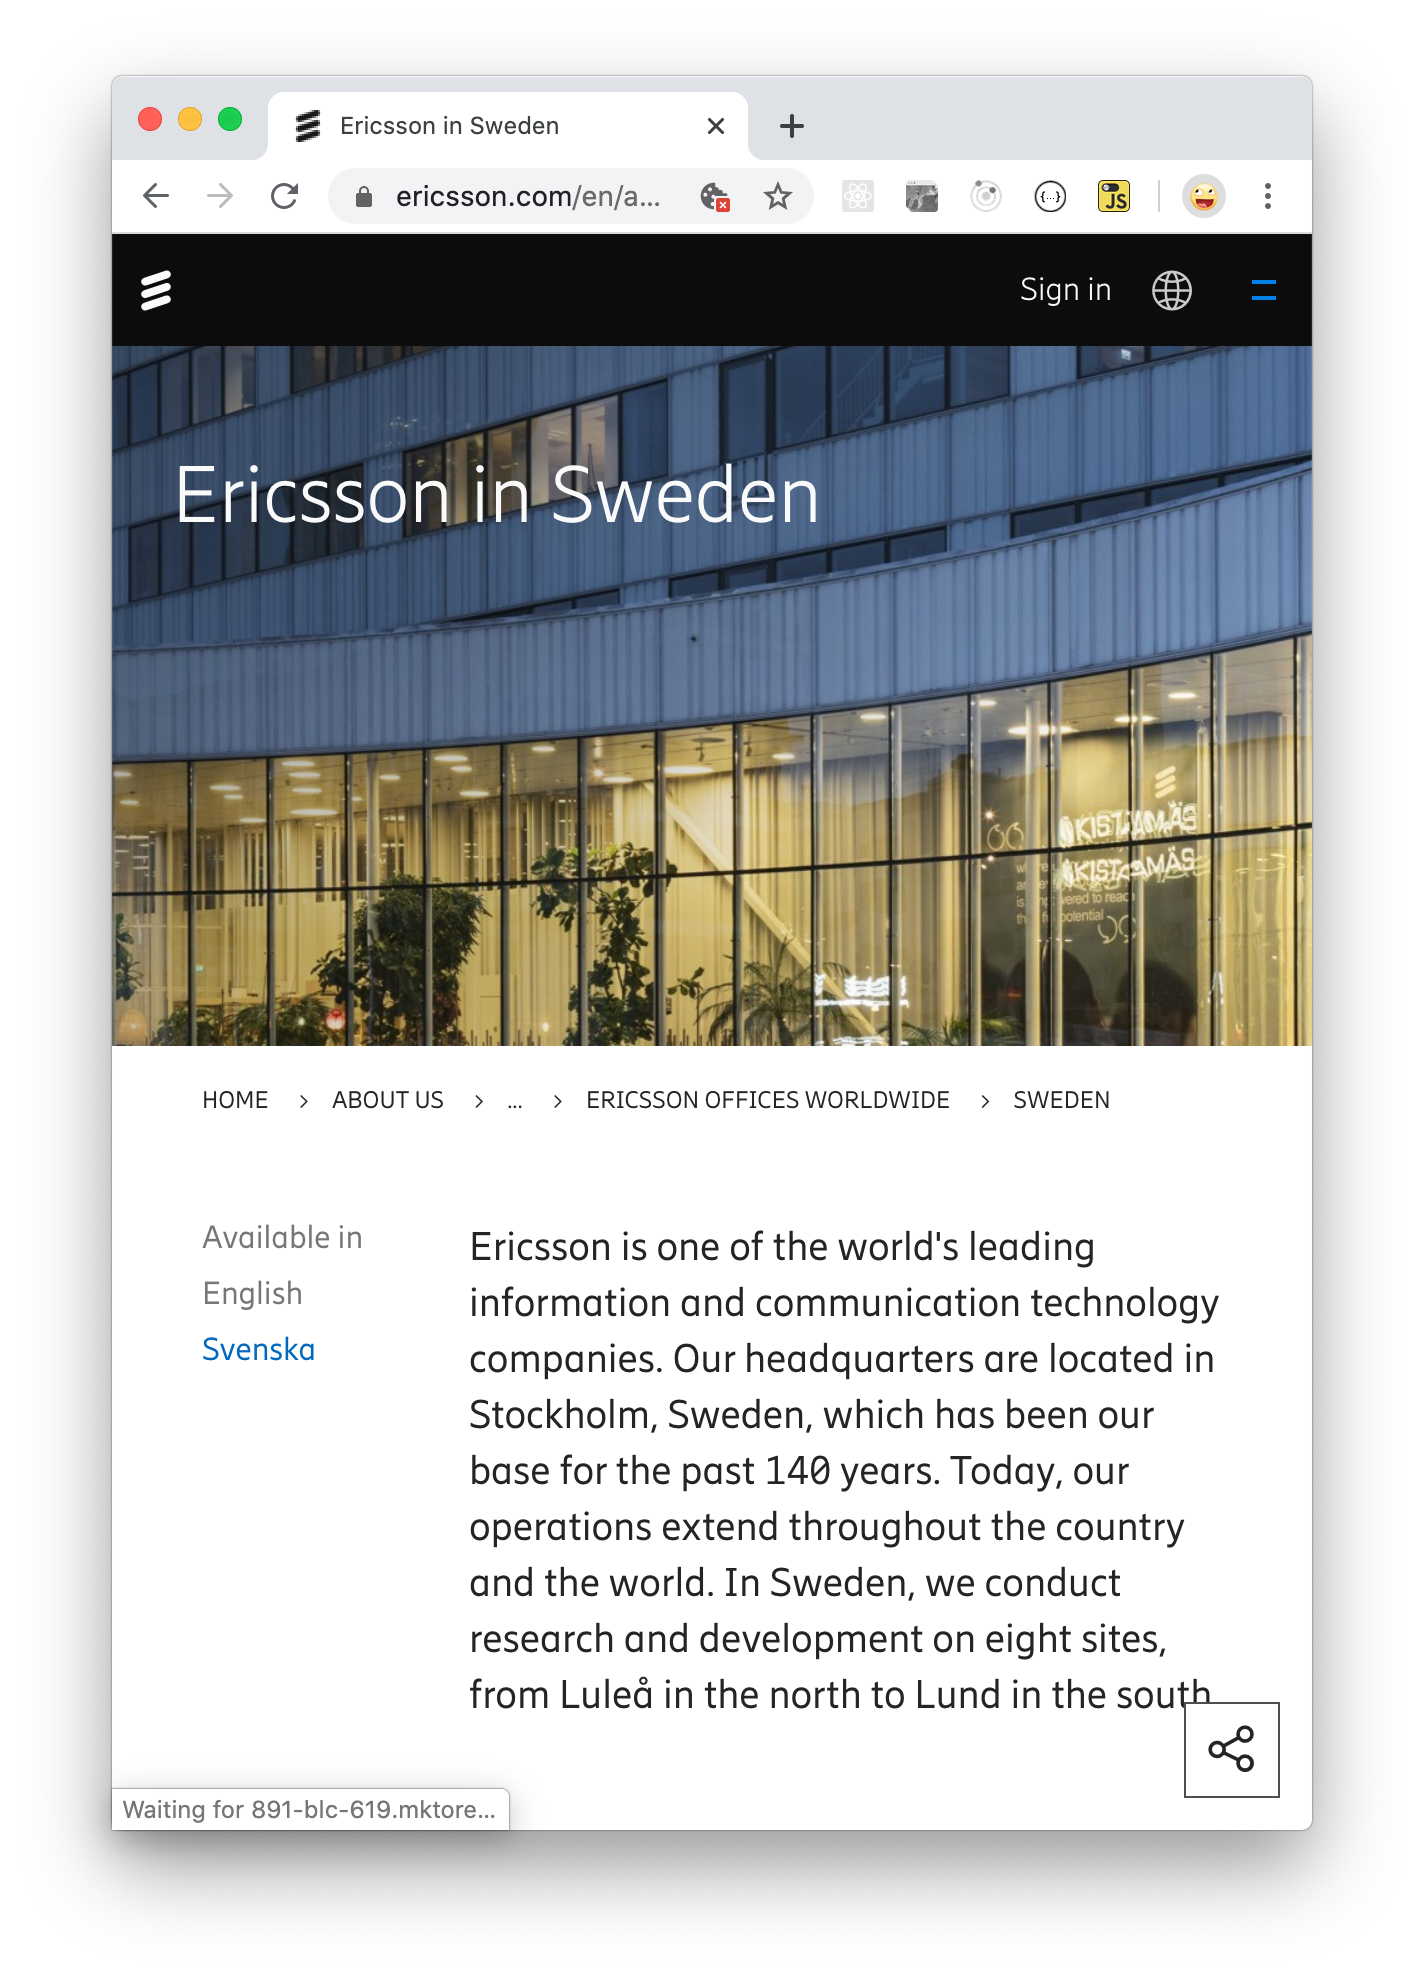 Ericsson in Sweden
ericsson.com/en/a...
JS
Sign in
Ericsson in Sweden
ÄKISTAMÄS
ÄKISTAMÄS
potential
HOME > ABOUT US > ... > ERICSSON OFFICES WORLDWIDE > SWEDEN
Available in
English
Svenska
Ericsson is one of the world's leading
information and communication technology
companies. Our headquarters are located in
Stockholm, Sweden, which has been our
base for the past 140 years. Today, our
operations extend throughout the country
and the world. In Sweden, we conduct
research and development on eight sites,
from Luleå in the north to Lund in the south
Waiting for 891-blc-619.mktore...